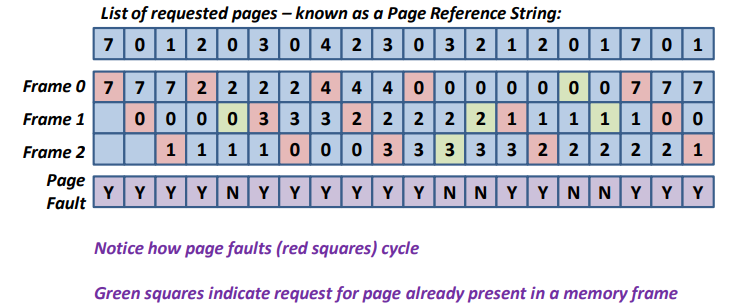 List of requested pages – known as a Page Reference String:
7 0 1 2 0 3 0 4 2 3 0 3 2 1 2 0 1 7 0 1
Frame 0 7 7 7 2 2 2 2 4 4 4 0 0 0 0 0 0 0 7 7 7
Frame 1 0 0 0 0 3 3 3 2 2 2 2 2 1 1 1 1 1 0 0
Frame 2 1 1 1 1 0 0 0 3 3 3 3 3 2 2 2 2 2 1
Page Fault Y Y Y Y N Y Y Y Y Y Y N N Y Y N N Y Y Y
Notice how page faults (red squares) cycle
Green squares indicate request for page already present in a memory frame